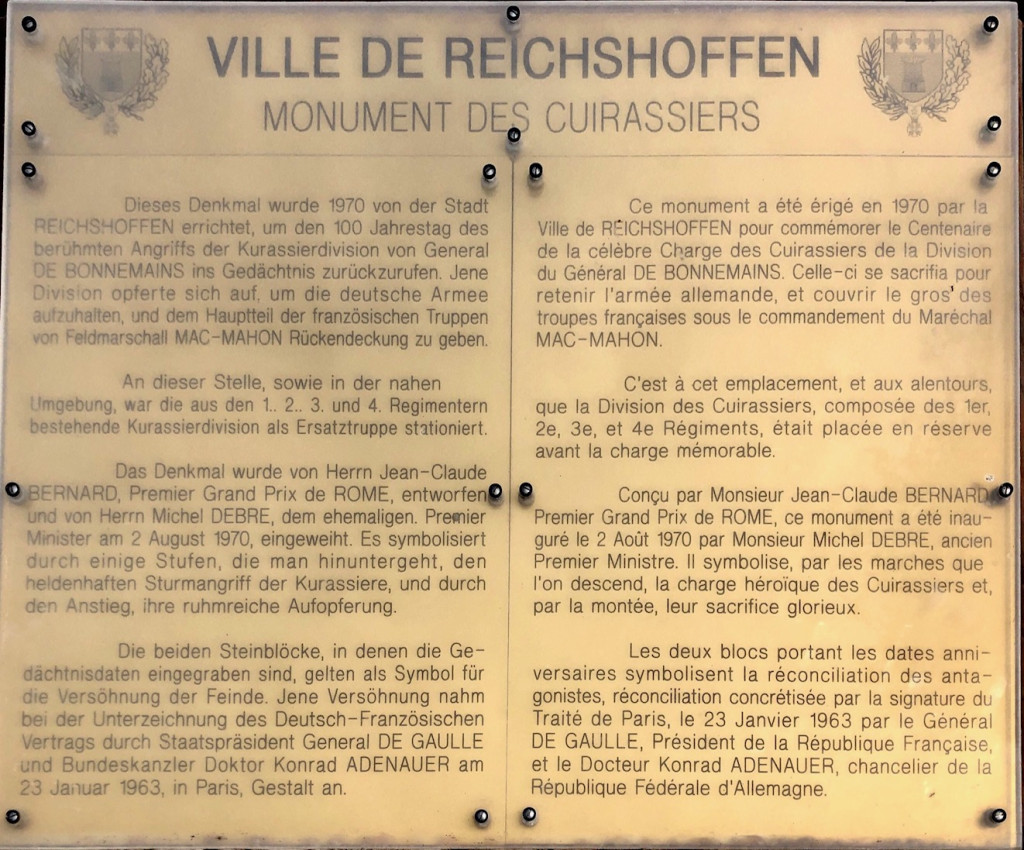 VILLE DE REICHSHOFFEN
MONUMENT DES CUIRASSIERS
Dieses Denkmal wurde 1970 von der Stadt
REICHSHOFFEN errichtet, um den 100 Jahrestag des
berühmten Angriffs der Kurassierdivision von General
DE BONNEMAINS ins Gedächtnis zurückzurufen. Jene
Division opferte sich auf, um die deutsche Armee
aufzuhalten, und dem Hauptteil der französischen Truppen
von Feldmarschall MAC-MAHON Rückendeckung zu geben.
An dieser Stelle, sowie in der nahen
Umgebung, war die aus den 1.. 2.. 3. und 4. Regimentern
bestehende Kurassierdivision als Ersatztruppe stationiert.
Das Denkmal wurde von Herrn Jean-Claude
BERNARD, Premier Grand Prix de ROME, entworfen
und von Herrn Michel DEBRE, dem ehemaligen. Premier
Minister am 2 August 1970, eingeweiht. Es symbolisiert
durch einige Stufen, die man hinuntergeht, den
heldenhaften Sturmangriff der Kurassiere, und durch
den Anstieg, ihre ruhmreiche Aufopferung.
Die beiden Steinblöcke, in denen die Ge-
dächtnisdaten eingegraben sind, gelten als Symbol für
die Versöhnung der Feinde. Jene Versöhnung nahm
bei der Unterzeichnung des Deutsch-Französischen
Vertrags durch Staatspräsident General DE GAULLE
und Bundeskanzler Doktor Konrad ADENAUER am
23 Januar 1963, in Paris, Gestalt an.
Ce monument a été érigé en 1970 par la
Ville de REICHSHOFFEN pour commémorer le Centenaire
de la célèbre Charge des Cuirassiers de la Division
du Général DE BONNEMAINS. Celle-ci se sacrifia pour
retenir l'armée allemande, et couvrir le gros des
troupes françaises sous le commandement du Maréchal
MAC-MAHON.
C'est à cet emplacement, et aux alentours,
que la Division des Cuirassiers, composée des 1er,
2e, 3e, et 4e Régiments, était placée en réserve
avant la charge mémorable.
Conçu par Monsieur Jean-Claude BERNARD
Premier Grand Prix de ROME, ce monument a été inau-
guré le 2 Août 1970 par Monsieur Michel DEBRE, ancien
Premier Ministre. Il symbolise, par les marches que
l'on descend, la charge héroïque des Cuirassiers et,
par la montée, leur sacrifice glorieux.
Les deux blocs portant les dates anni-
versaires symbolisent la réconciliation des anta-
gonistes, réconciliation concrétisée par la signature du
Traité de Paris, le 23 Janvier 1963 par le Général
DE GAULLE, Président de la République Française,
et le Docteur Konrad ADENAUER, chancelier de la
République Fédérale d'Allemagne.